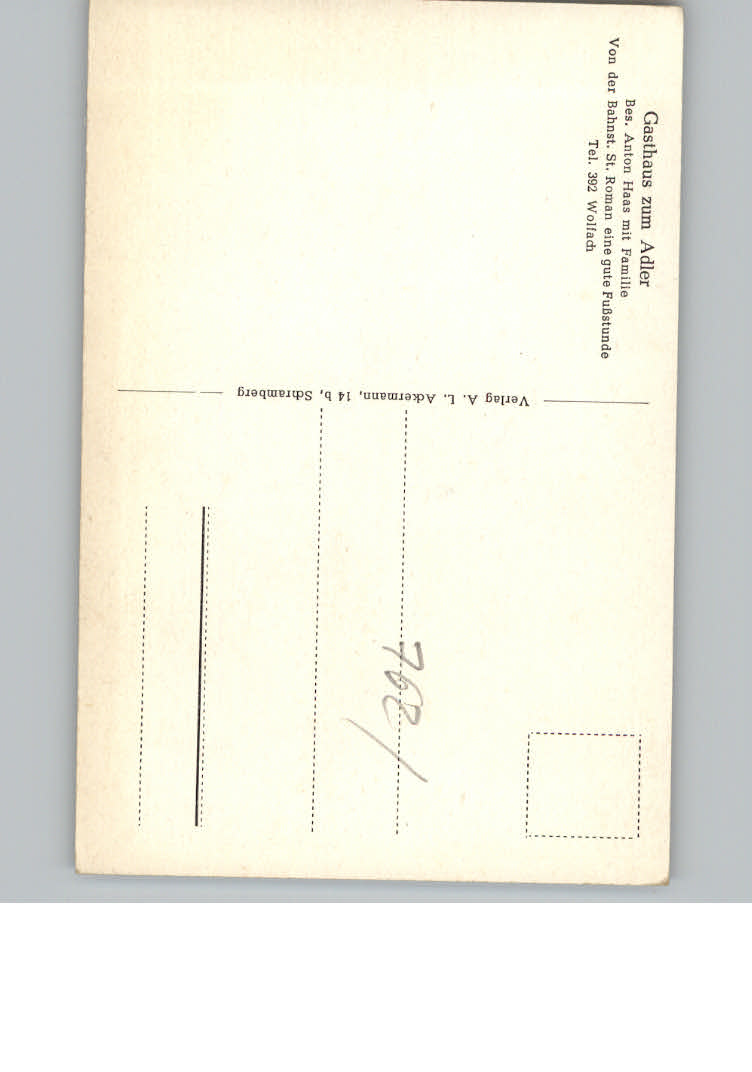 Gasthaus zum Adler
Bes. Anton Haas mit Familie
Von der Bahnst. St. Roman eine gute Fußstunde
Tel. 392 Wolfach
Verlag A. L. Ackermann, 14 b, Schramberg